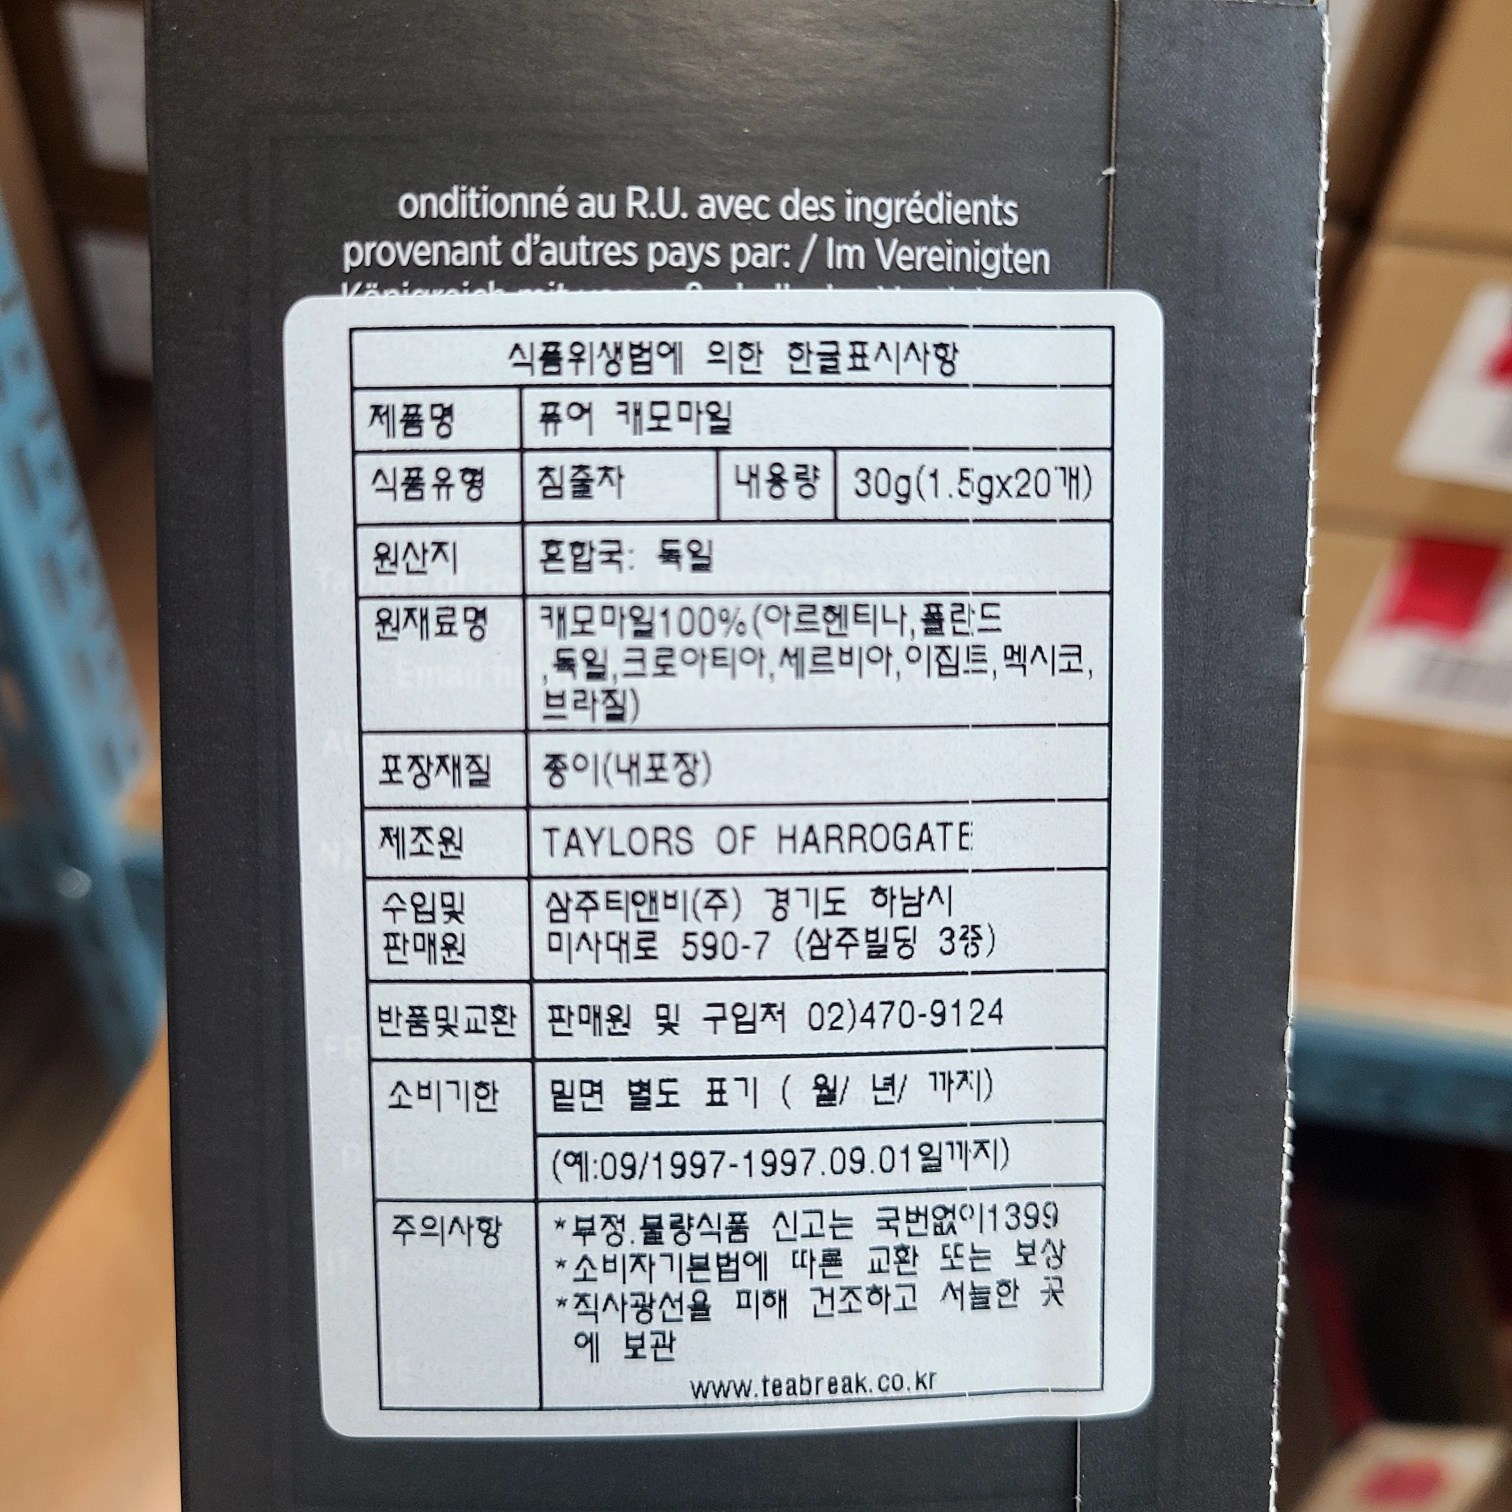 onditionné au R.U. avec des ingrédients
provenant d'autres pays par: / Im Vereinigten
식품위생법에 의한 한글표시사항
제품명 퓨어 캐모마일
식품유형 침출차 내용량 30g(1.5gx20개)
원산지 혼합국: 독일
원재료명 캐모마일100%(아르헨티나,폴란드
,독일,크로아티아,세르비아,이집트,멕시코,
브라질)
포장재질 종이(내포장)
제조원 TAYLORS OF HARROGATE
수입및 삼주티앤비(주) 경기도 하남시
판매원 미사대로 590-7 (삼주빌딩 3층)
반품및교환 판매원 및 구입처 02)470-9124
소비기한 밑면 별도 표기 ( 월/ 년/ 까지)
(예:09/1997-1997.09.01일까지)
주의사항 *부정.불량식품 신고는 국번없이1399
*소비자기본법에 따른 교환 또는 보상
*직사광선을 피해 건조하고 서늘한 곳
에 보관
www.teabreak.co.kr